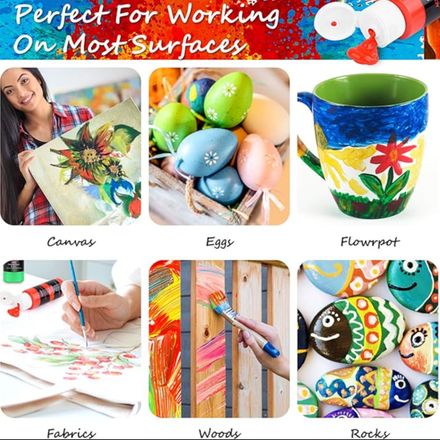 Perfect For Working
On Most Surfaces
Canvas
Eggs
Flowrpot
Fabrics
Woods
Rocks